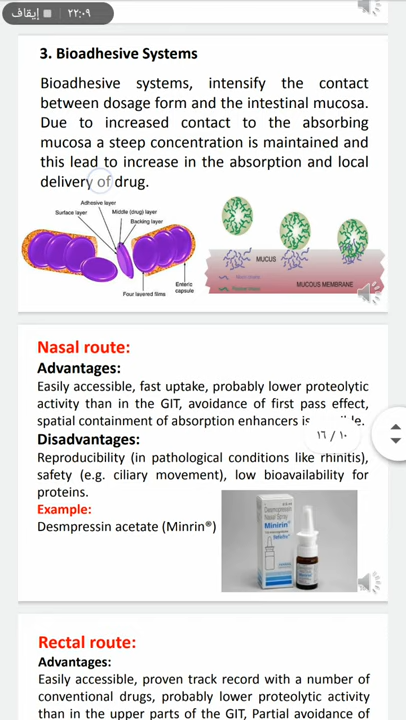 إيقاف ٢٢:٠٩
3. Bioadhesive Systems
Bioadhesive systems, intensify the contact
between dosage form and the intestinal mucosa.
Due to increased contact to the absorbing
mucosa a steep concentration is maintained and
this lead to increase in the absorption and local
delivery of drug.
Adhesive layer
Surface layer
Middle (drug) layer
Backing layer
Four layered films
Enteric
capsule
MUCUS
MUCOUS MEMBRANE
Nasal route:
Advantages:
Easily accessible, fast uptake, probably lower proteolytic
activity than in the GIT, avoidance of first pass effect,
spatial containment of absorption enhancers is
١٦ / ١٠
Disadvantages:
Reproducibility (in pathological conditions like rhinitis),
safety (e.g. ciliary movement), low bioavailability for
proteins.
Example:
Desmpressin acetate (Minrin®)
Desmopressin
Nasal Spray
Minirin
Rectal route:
Advantages:
Easily accessible, proven track record with a number of
conventional drugs, probably lower proteolytic activity
than in the upper parts of the GIT, Partial avoidance of